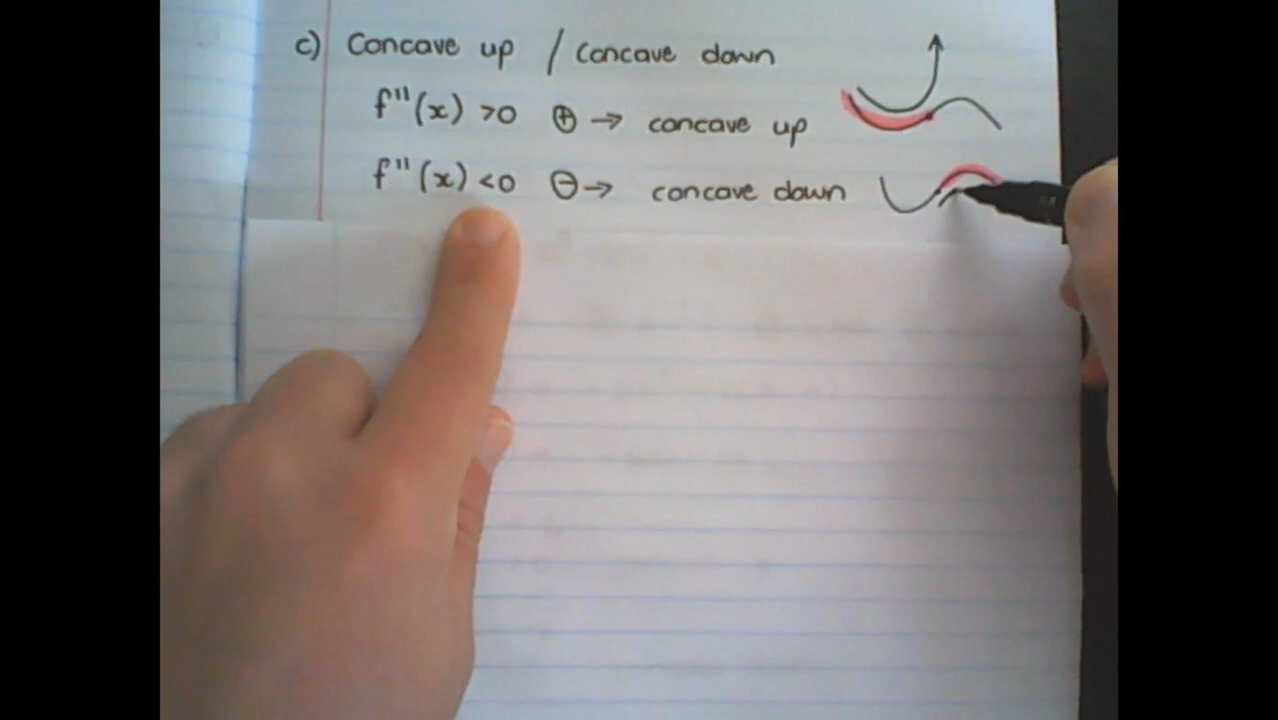 c) Concave up / concave down
f''(x) >0 ⊕ → concave up
f''(x) <0 ⊖ → concave down